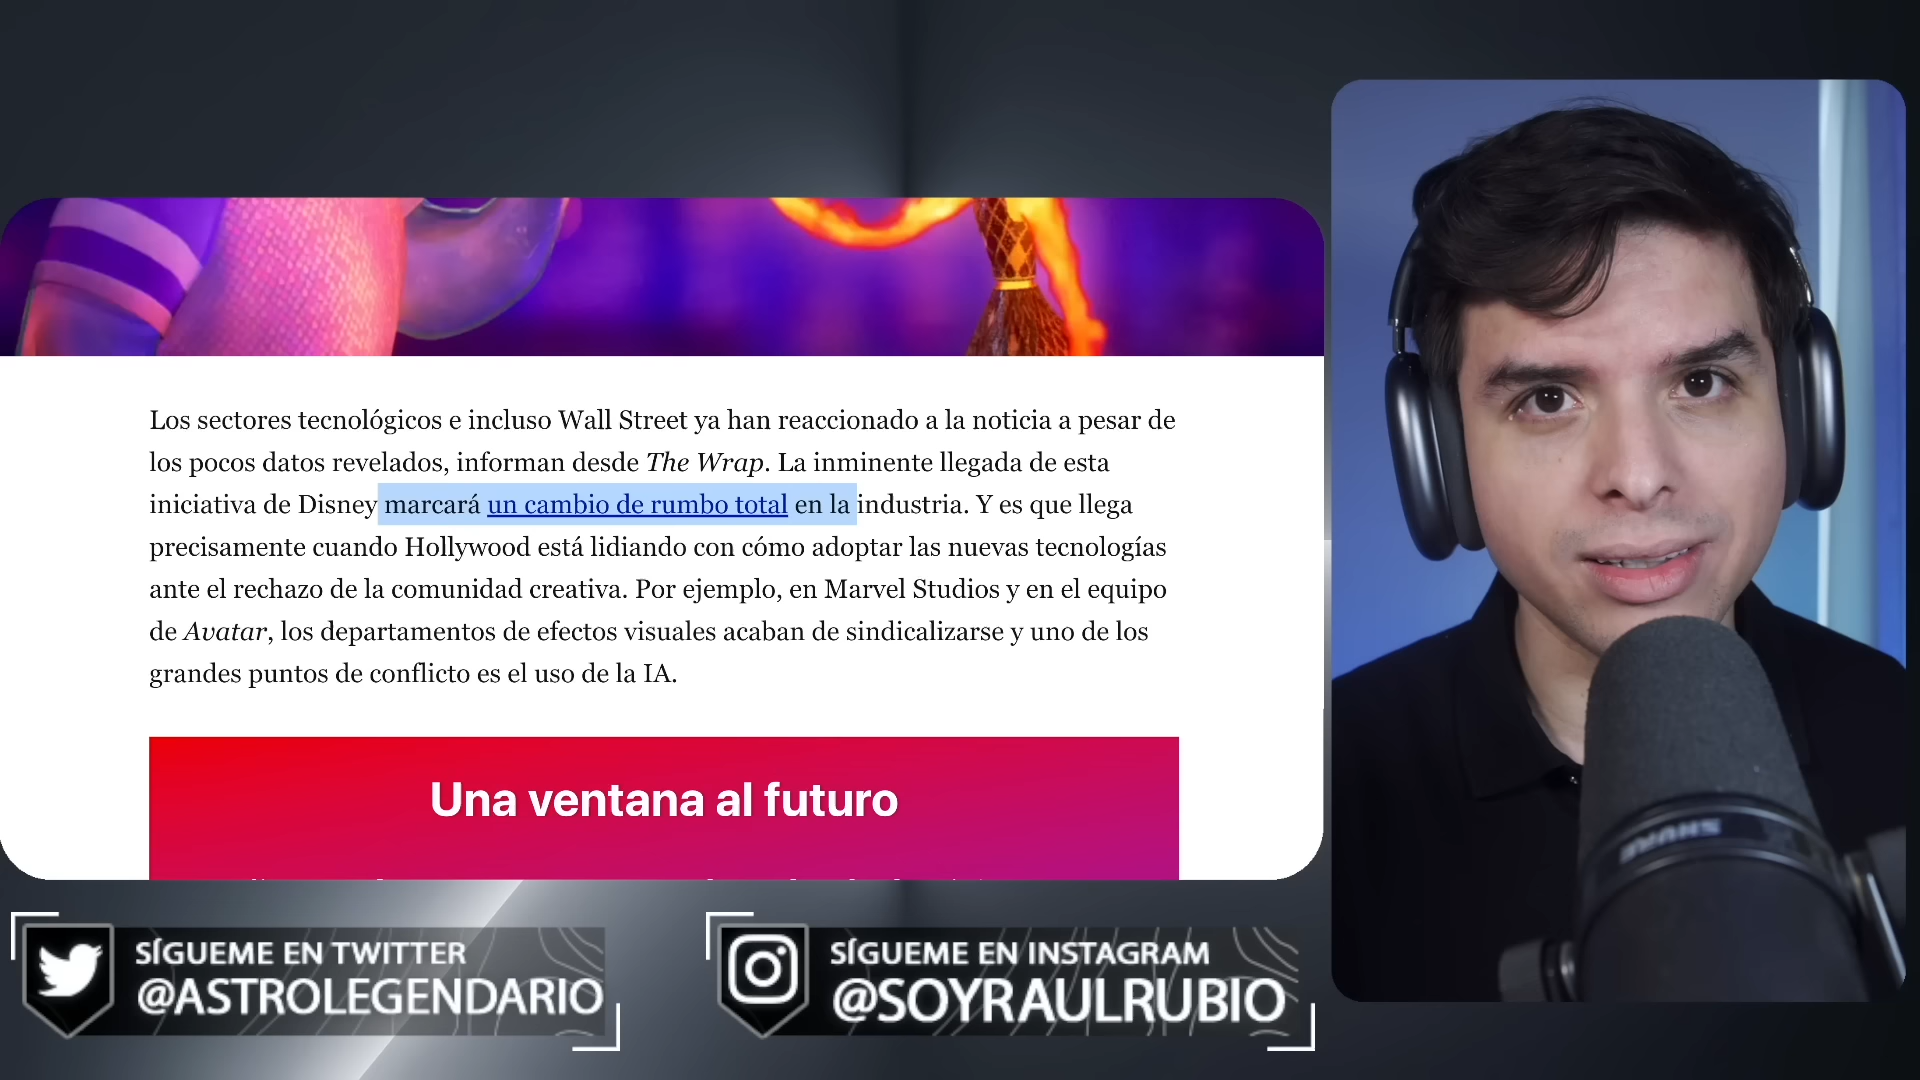 Los sectores tecnológicos e incluso Wall Street ya han reaccionado a la noticia a pesar de
los pocos datos revelados, informan desde The Wrap. La inminente llegada de esta
iniciativa de Disney marcará un cambio de rumbo total en la industria. Y es que llega
precisamente cuando Hollywood está lidiando con cómo adoptar las nuevas tecnologías
ante el rechazo de la comunidad creativa. Por ejemplo, en Marvel Studios y en el equipo
de Avatar, los departamentos de efectos visuales acaban de sindicalizarse y uno de los
grandes puntos de conflicto es el uso de la IA.
Una ventana al futuro
SÍGUEME EN TWITTER
@ASTROLEGENDARIO
SÍGUEME EN INSTAGRAM
@SOYRAULRUBIO
SHURE